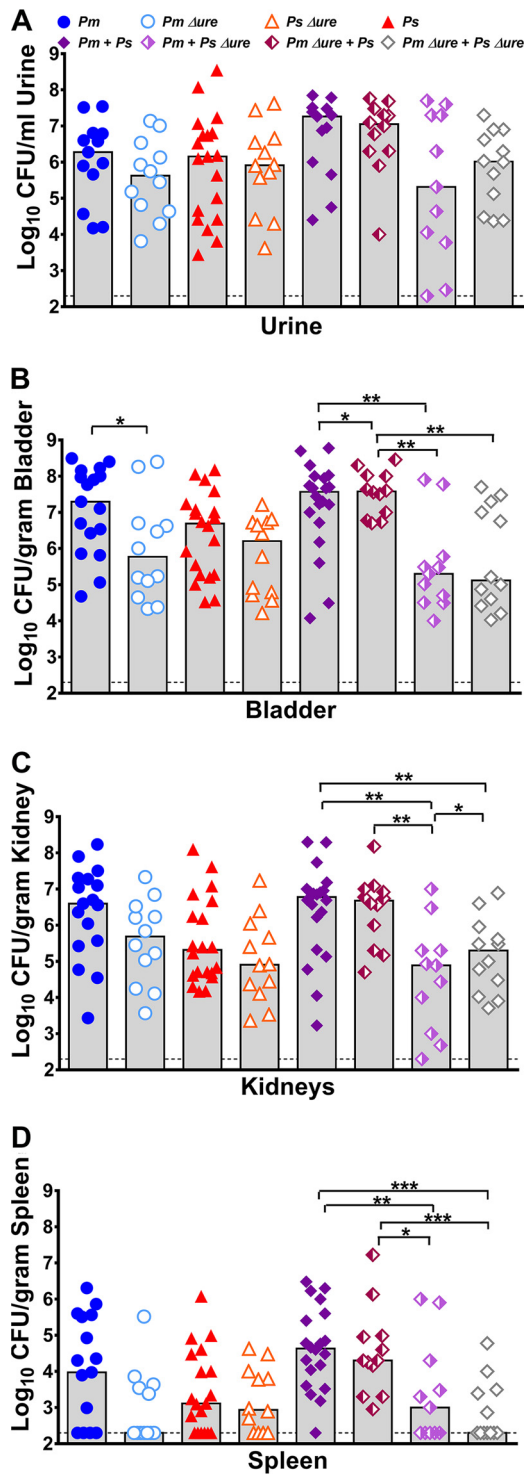 A
Pm
Pm Δure
Ps Δure
Ps
Pm + Ps
Pm + Ps Δure
Pm Δure + Ps
Pm Δure + Ps Δure
Log10 CFU/ml Urine
9
8
7
6
5
4
3
2
Urine
B
Log10 CFU/gram Bladder
9
8
7
6
5
4
3
2
*
**
*
**
**
Bladder
C
Log10 CFU/gram Kidney
9
8
7
6
5
4
3
2
**
**
*
**
Kidneys
D
Log10 CFU/gram Spleen
9
8
7
6
5
4
3
2
***
**
***
*
Spleen